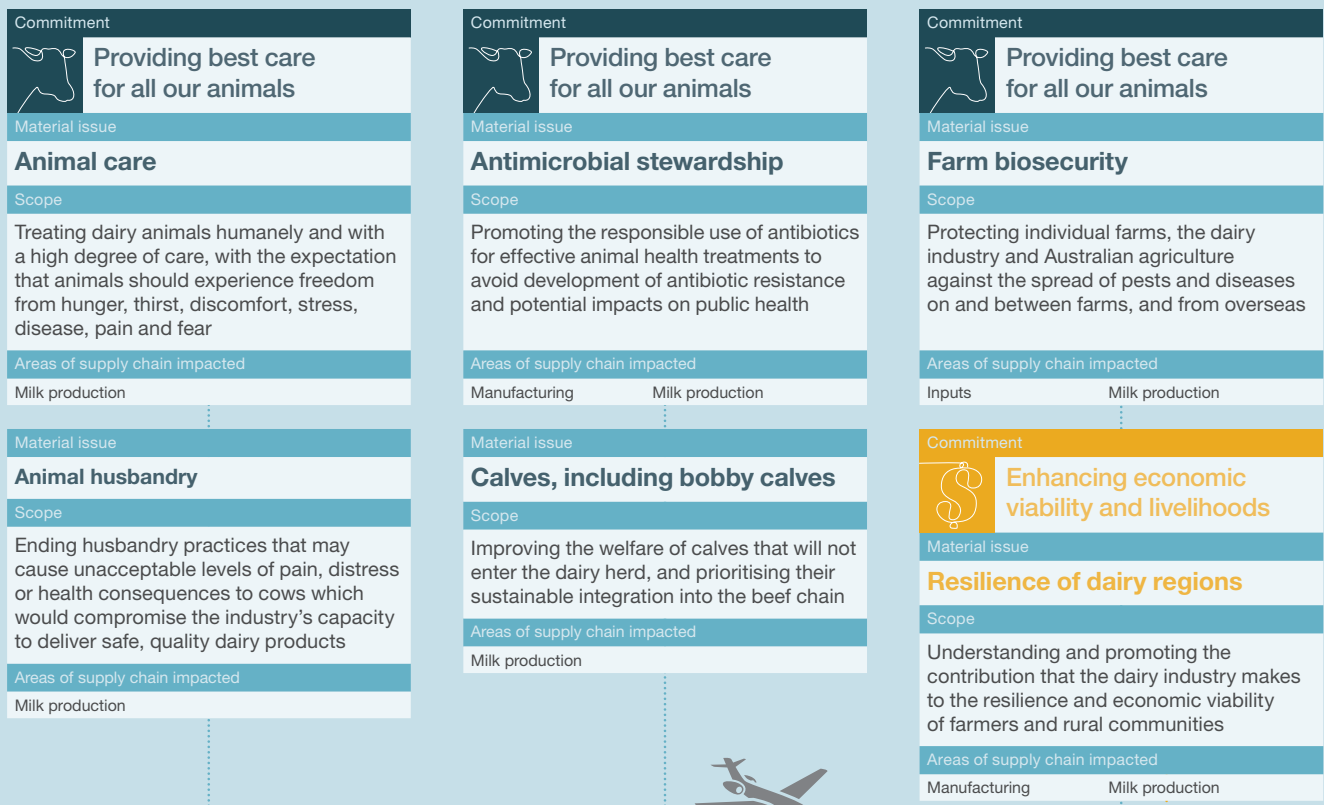 Commitment
Providing best care
for all our animals
Material issue
Animal care
Scope
Treating dairy animals humanely and with
a high degree of care, with the expectation
that animals should experience freedom
from hunger, thirst, discomfort, stress,
disease, pain and fear
Areas of supply chain impacted
Milk production
Material issue
Animal husbandry
Scope
Ending husbandry practices that may
cause unacceptable levels of pain, distress
or health consequences to cows which
would compromise the industry's capacity
to deliver safe, quality dairy products
Areas of supply chain impacted
Milk production
Commitment
Providing best care
for all our animals
Material issue
Antimicrobial stewardship
Scope
Promoting the responsible use of antibiotics
for effective animal health treatments to
avoid development of antibiotic resistance
and potential impacts on public health
Areas of supply chain impacted
Manufacturing Milk production
Material issue
Calves, including bobby calves
Scope
Improving the welfare of calves that will not
enter the dairy herd, and prioritising their
sustainable integration into the beef chain
Areas of supply chain impacted
Milk production
Commitment
Providing best care
for all our animals
Material issue
Farm biosecurity
Scope
Protecting individual farms, the dairy
industry and Australian agriculture
against the spread of pests and diseases
on and between farms, and from overseas
Areas of supply chain impacted
Inputs Milk production
Commitment
Enhancing economic
viability and livelihoods
Material issue
Resilience of dairy regions
Scope
Understanding and promoting the
contribution that the dairy industry makes
to the resilience and economic viability
of farmers and rural communities
Areas of supply chain impacted
Manufacturing Milk production